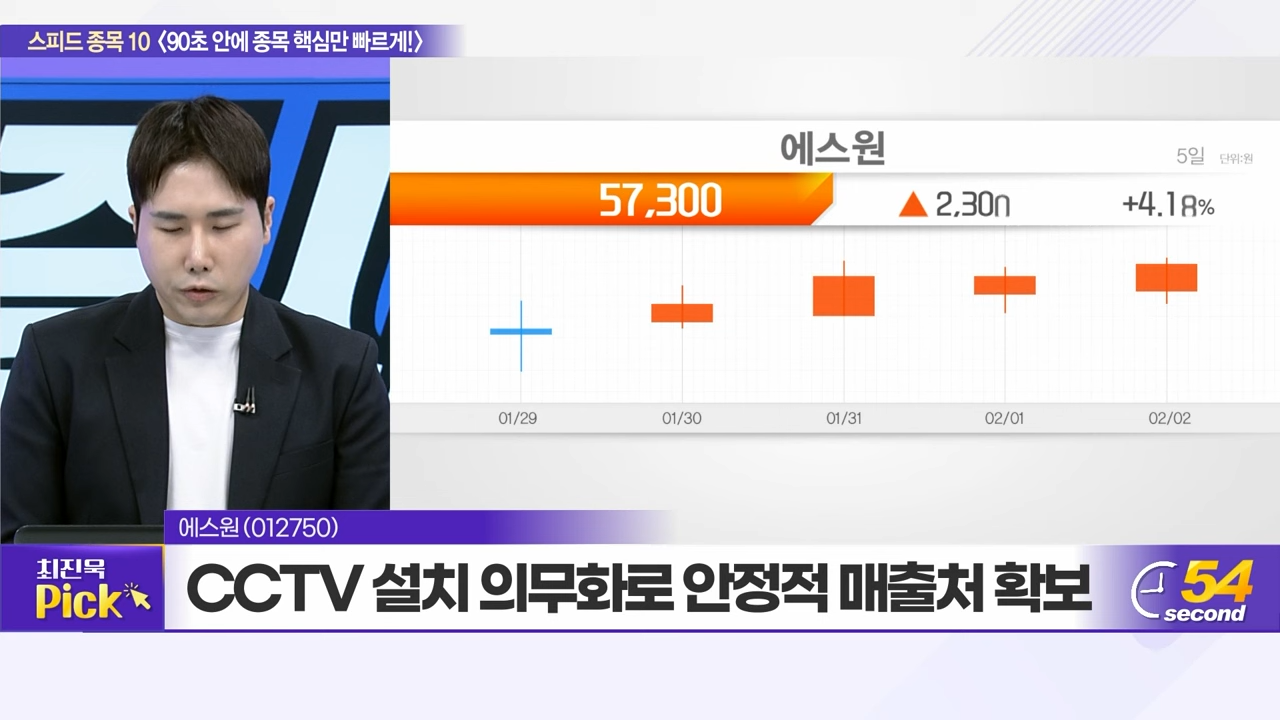 스피드 종목 10 <90초 안에 종목 핵심만 빠르게!>
에스원
5일 단위:원
57,300 ▲ 2,300 +4.18%
01/29 01/30 01/31 02/01 02/02
에스원(012750)
최진욱
Pick
CCTV 설치 의무화로 안정적 매출처 확보
54
second